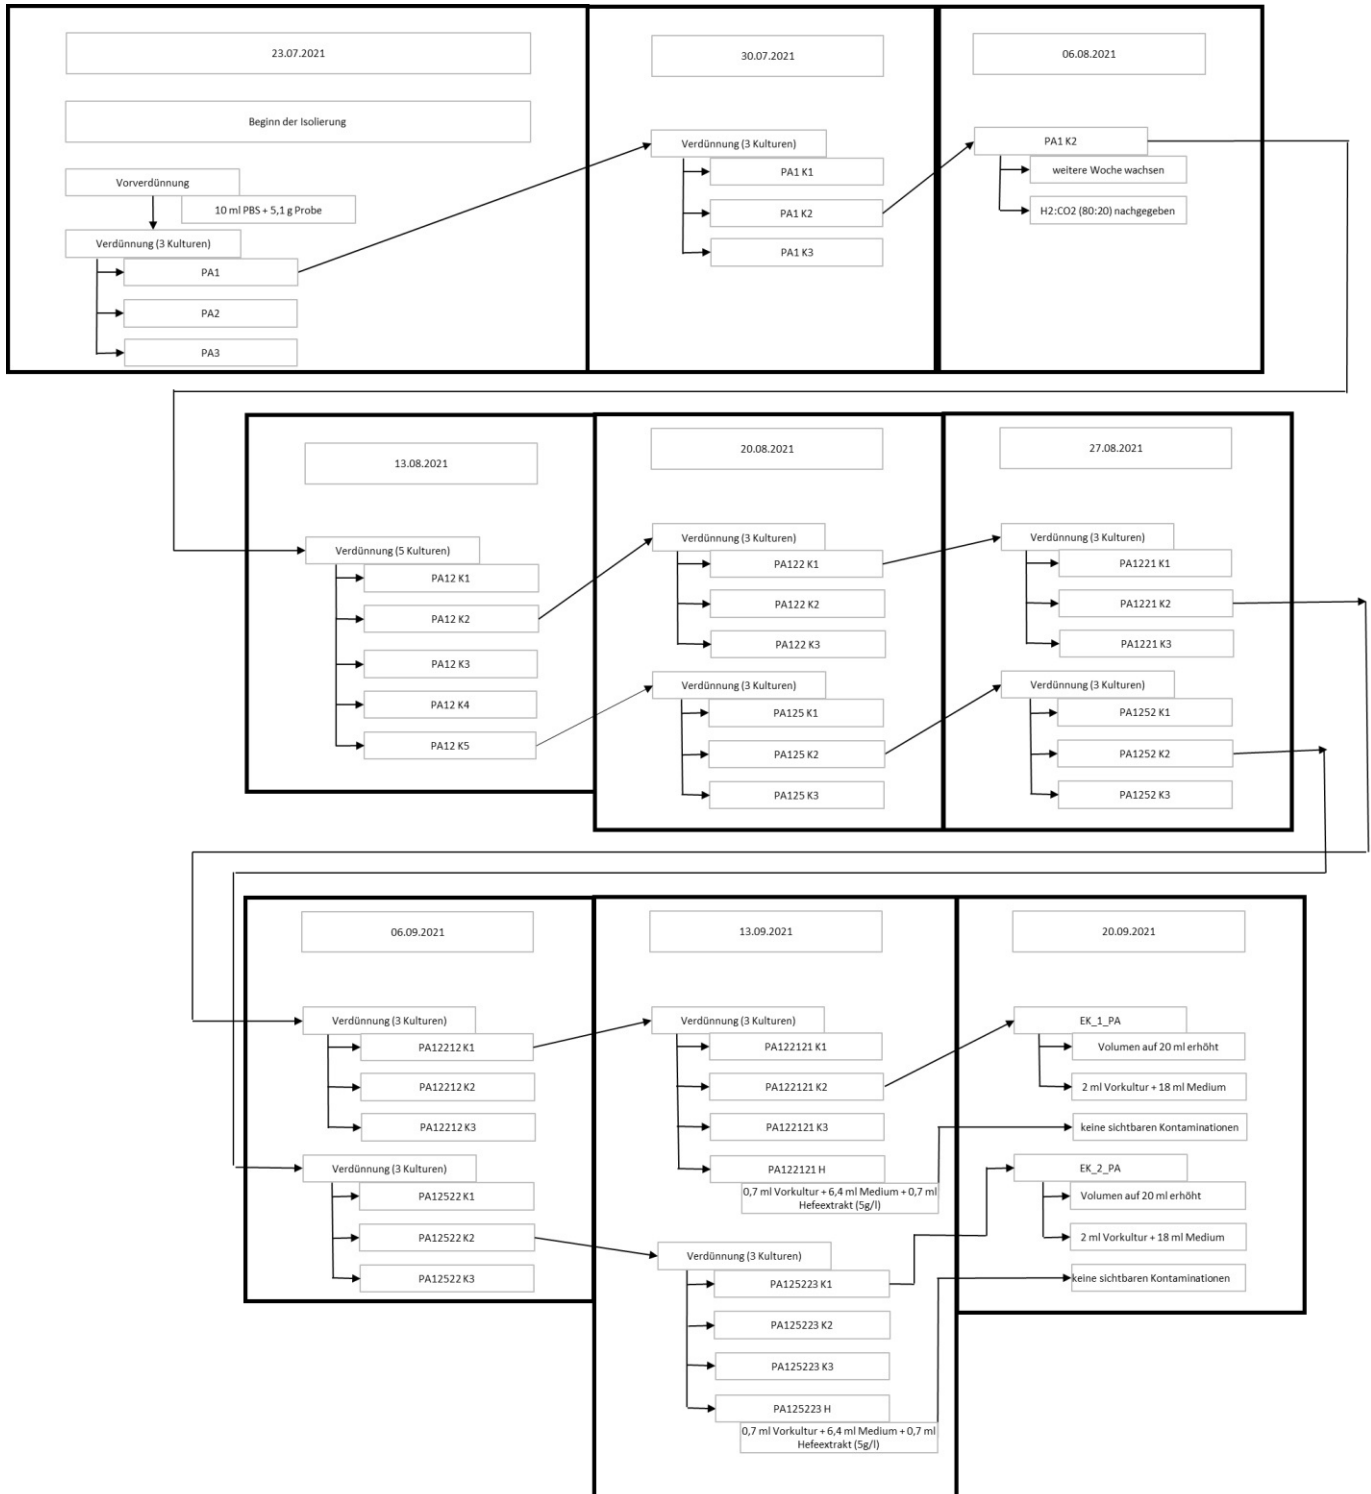 23.07.2021
Beginn der Isolierung
Vorverdünnung
10 ml PBS + 5,1 g Probe
Verdünnung (3 Kulturen)
PA1
PA2
PA3
30.07.2021
Verdünnung (3 Kulturen)
PA1 K1
PA1 K2
PA1 K3
06.08.2021
PA1 K2
weitere Woche wachsen
H2:CO2 (80:20) nachgegeben
13.08.2021
Verdünnung (5 Kulturen)
PA12 K1
PA12 K2
PA12 K3
PA12 K4
PA12 K5
20.08.2021
Verdünnung (3 Kulturen)
PA122 K1
PA122 K2
PA122 K3
Verdünnung (3 Kulturen)
PA125 K1
PA125 K2
PA125 K3
27.08.2021
Verdünnung (3 Kulturen)
PA1221 K1
PA1221 K2
PA1221 K3
Verdünnung (3 Kulturen)
PA1252 K1
PA1252 K2
PA1252 K3
06.09.2021
Verdünnung (3 Kulturen)
PA12212 K1
PA12212 K2
PA12212 K3
Verdünnung (3 Kulturen)
PA12522 K1
PA12522 K2
PA12522 K3
13.09.2021
Verdünnung (3 Kulturen)
PA122121 K1
PA122121 K2
PA122121 K3
PA122121 H
0,7 ml Vorkultur + 6,4 ml Medium + 0,7 ml
Hefeextrakt (5g/l)
Verdünnung (3 Kulturen)
PA125223 K1
PA125223 K2
PA125223 K3
PA125223 H
0,7 ml Vorkultur + 6,4 ml Medium + 0,7 ml
Hefeextrakt (5g/l)
20.09.2021
EK_1_PA
Volumen auf 20 ml erhöht
2 ml Vorkultur + 18 ml Medium
keine sichtbaren Kontaminationen
EK_2_PA
Volumen auf 20 ml erhöht
2 ml Vorkultur + 18 ml Medium
keine sichtbaren Kontaminationen